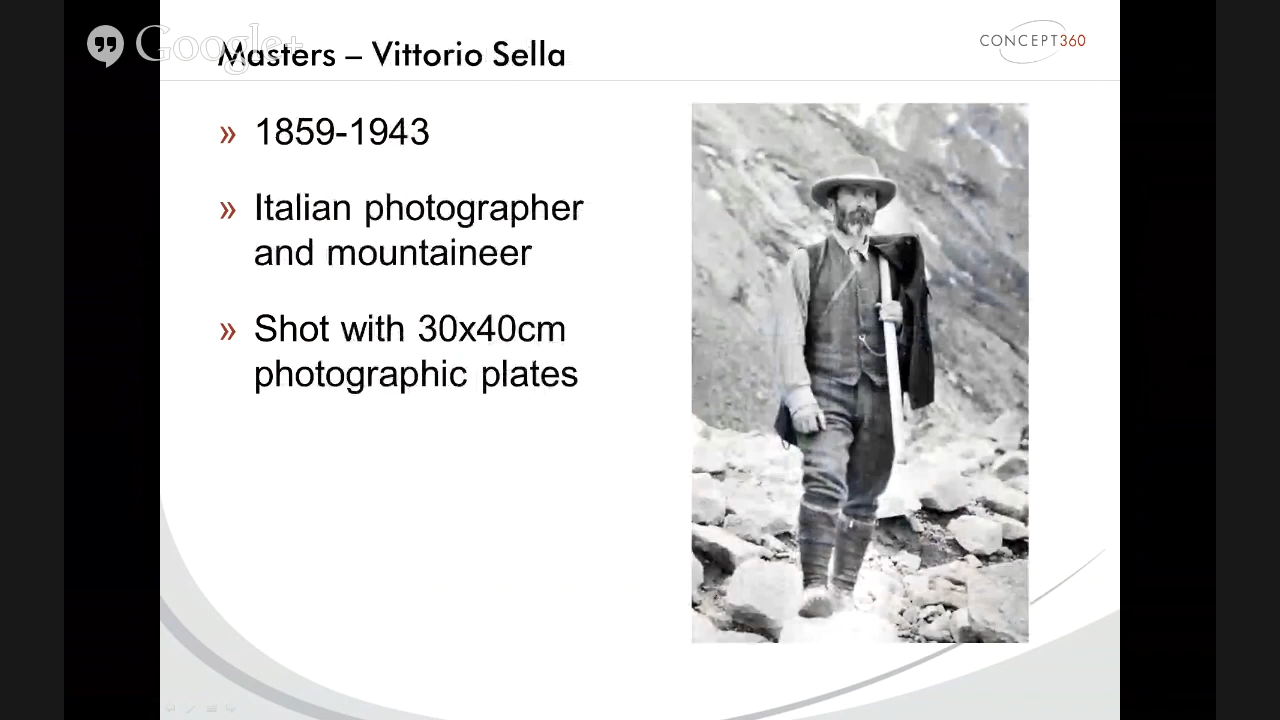 Google+
Masters – Vittorio Sella
CONCEPT360
» 1859-1943
» Italian photographer
and mountaineer
» Shot with 30x40cm
photographic plates